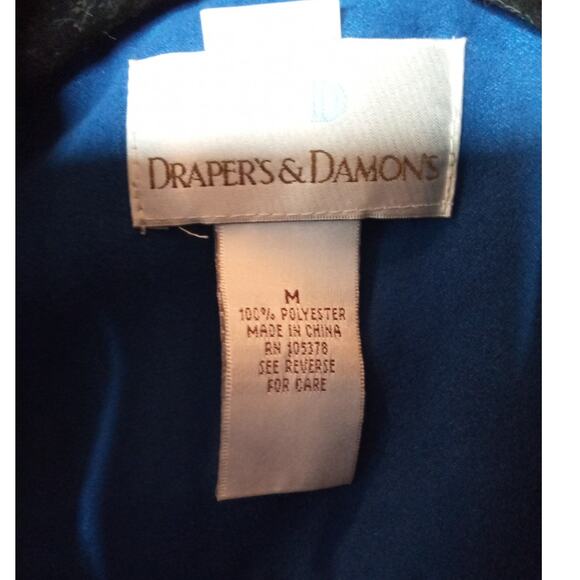 D
DRAPER'S & DAMON'S
M
100% POLYESTER
MADE IN CHINA
RN 105378
SEE REVERSE
FOR CARE